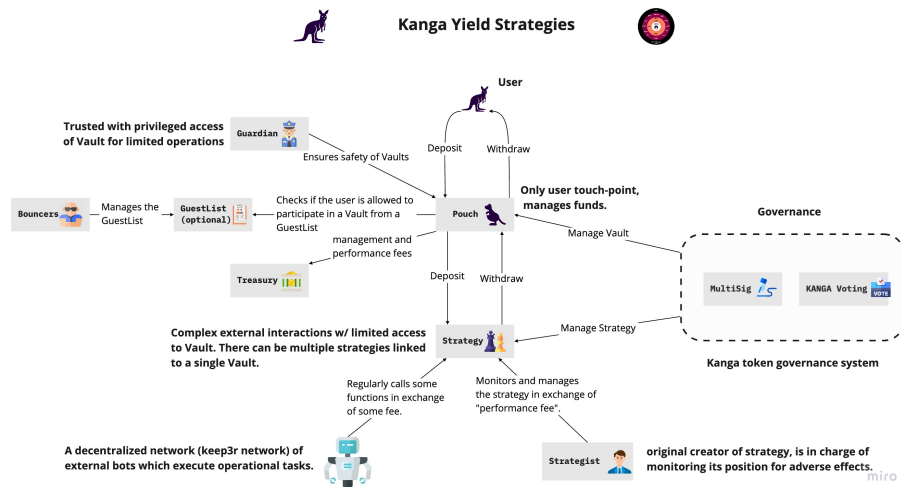 Kanga Yield Strategies
User
Trusted with privileged access
of Vault for limited operations
Guardian
Ensures safety of Vaults
Deposit
Withdraw
Only user touch-point,
manages funds.
Bouncers
Manages the
GuestList
GuestList
(optional)
Checks if the user is allowed to
participate in a Vault from a
GuestList
Pouch
Governance
Manage Vault
management and
performance fees
Treasury
Deposit
Withdraw
MultiSig
KANGA Voting
VOTE
Complex external interactions w/ limited access
to Vault. There can be multiple strategies linked
to a single Vault.
Strategy
Manage Strategy
Kanga token governance system
Regularly calls some
functions in exchange
of some fee.
Monitors and manages
the strategy in exchange of
"performance fee".
A decentralized network (keep3r network) of
external bots which execute operational tasks.
Strategist
original creator of strategy, is in charge of
monitoring its position for adverse effects.
miro